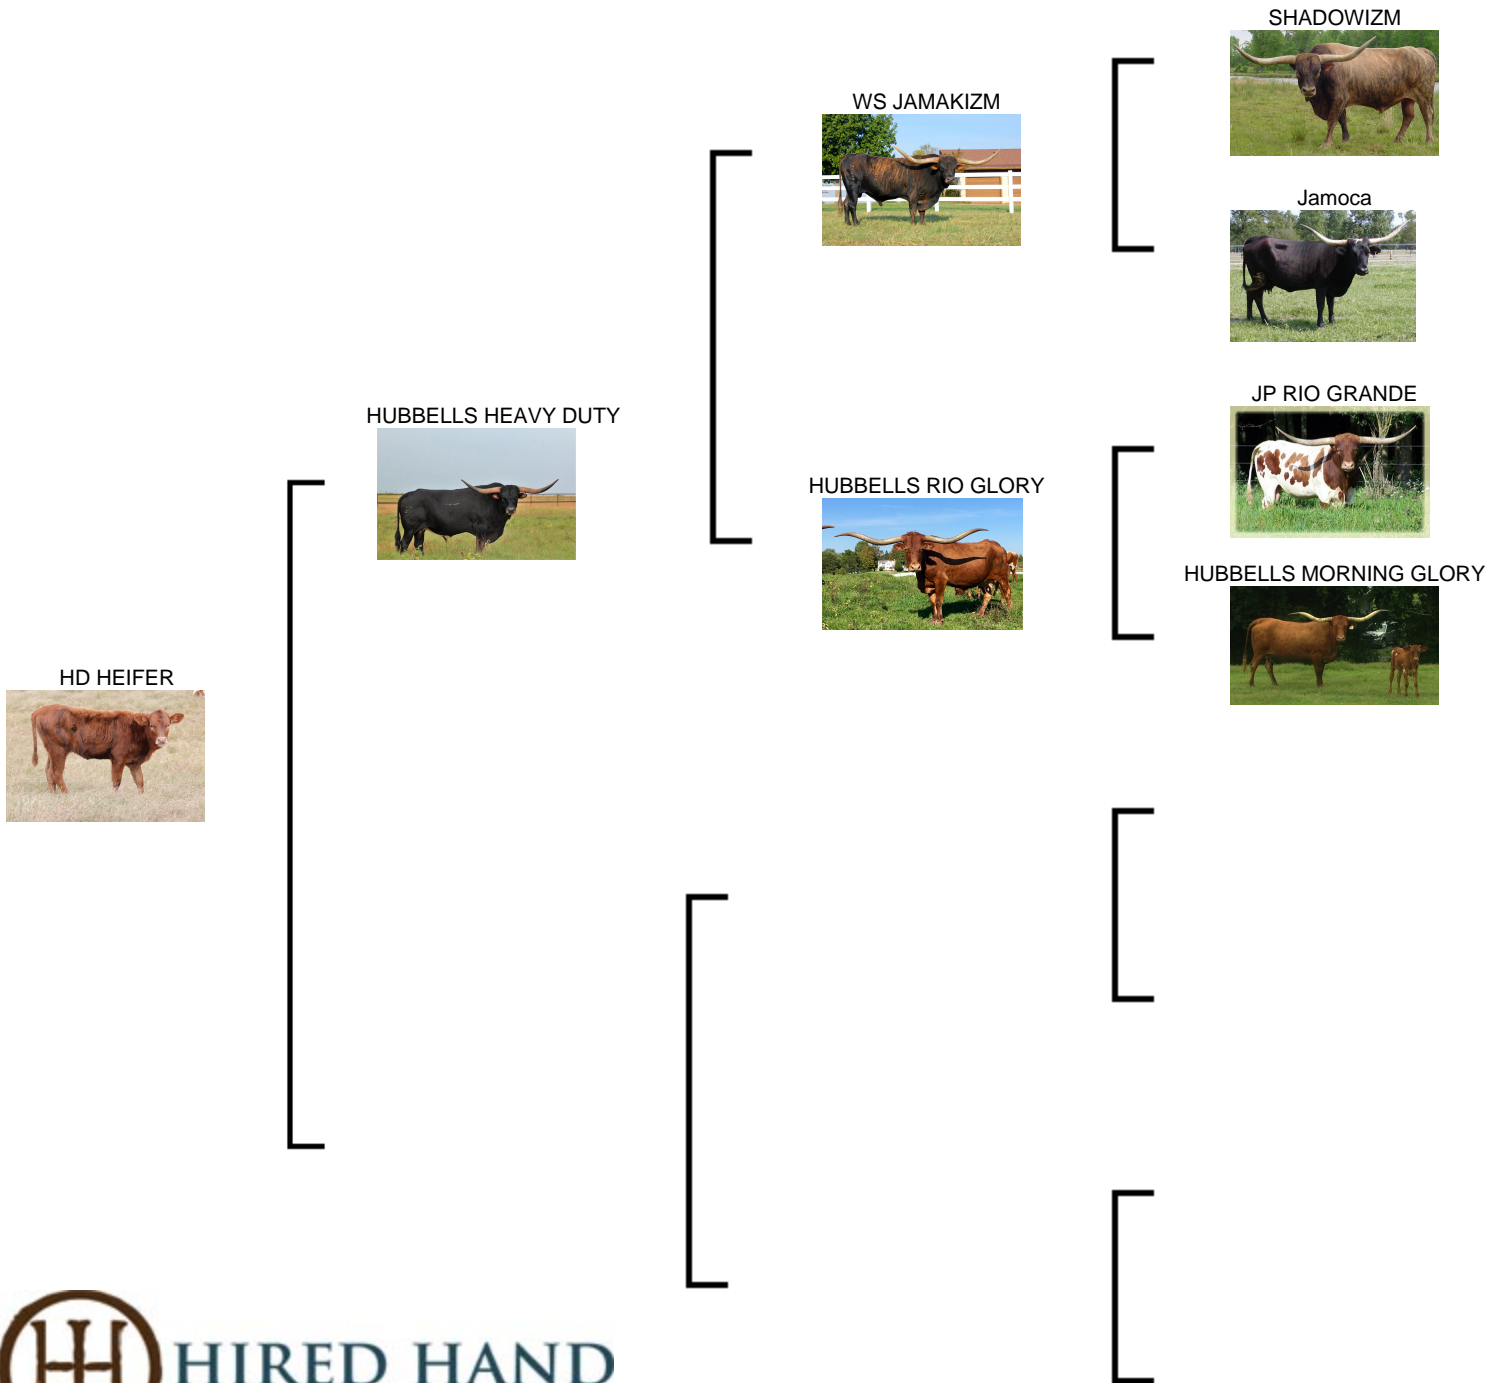 SHADOWIZM
WS JAMAKIZM
Jamoca
JP RIO GRANDE
HUBBELLS HEAVY DUTY
HUBBELLS RIO GLORY
HUBBELLS MORNING GLORY
HD HEIFER
HIRED HAND